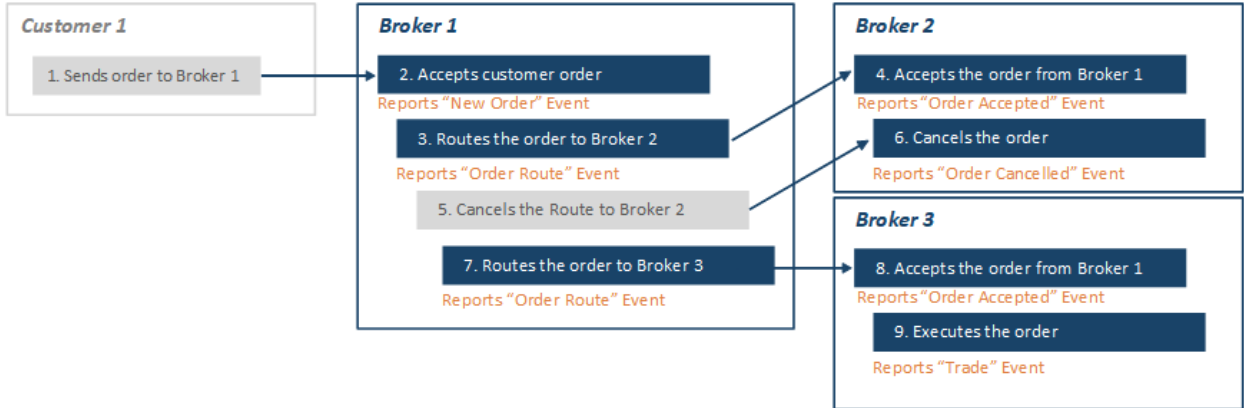 Customer 1
1. Sends order to Broker 1
Broker 1
2. Accepts customer order
Reports “New Order” Event
3. Routes the order to Broker 2
Reports “Order Route” Event
5. Cancels the Route to Broker 2
7. Routes the order to Broker 3
Reports “Order Route” Event
Broker 2
4. Accepts the order from Broker 1
Reports “Order Accepted” Event
6. Cancels the order
Reports “Order Cancelled” Event
Broker 3
8. Accepts the order from Broker 1
Reports “Order Accepted” Event
9. Executes the order
Reports “Trade” Event